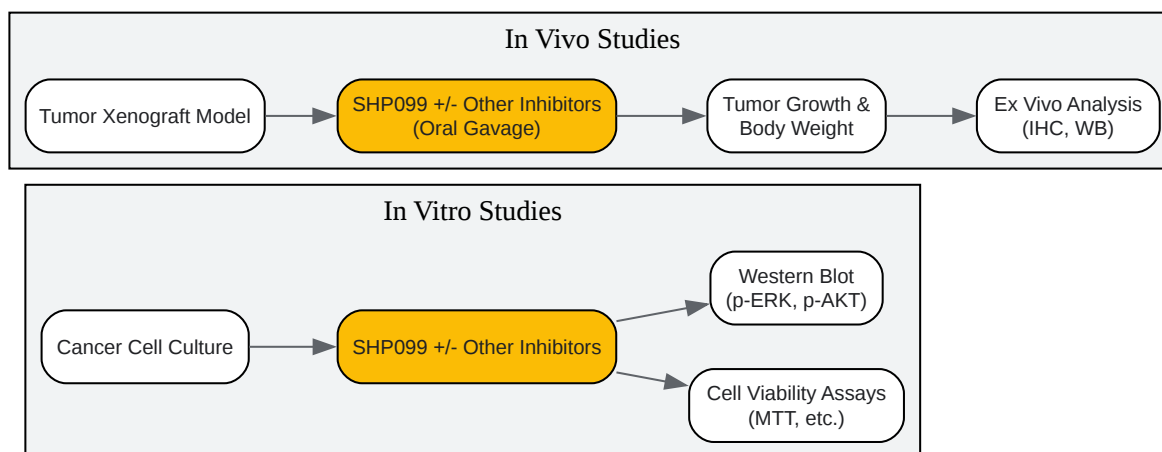 In Vivo Studies
Tumor Xenograft Model
SHP099 +/- Other Inhibitors
(Oral Gavage)
Tumor Growth &
Body Weight
Ex Vivo Analysis
(IHC, WB)
In Vitro Studies
Cancer Cell Culture
SHP099 +/- Other Inhibitors
Western Blot
(p-ERK, p-AKT)
Cell Viability Assays
(MTT, etc.)